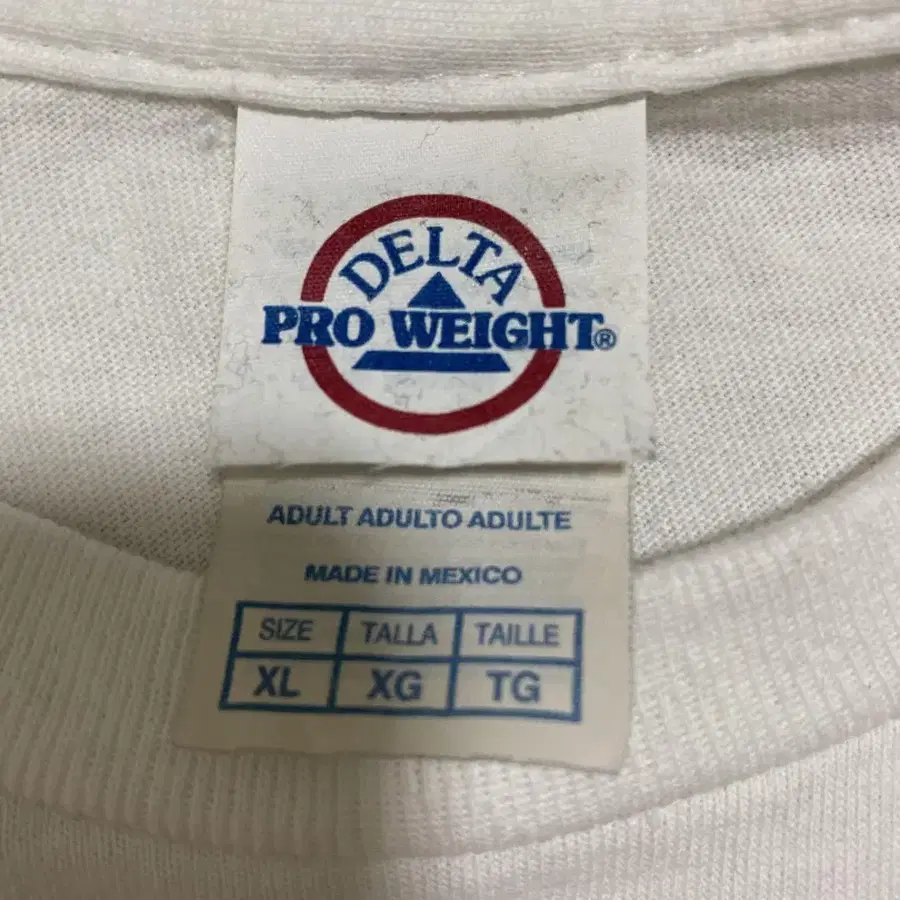 DELTA
PRO WEIGHT®
ADULT ADULTO ADULTE
MADE IN MEXICO
SIZE TALLA TAILLE
XL XG TG